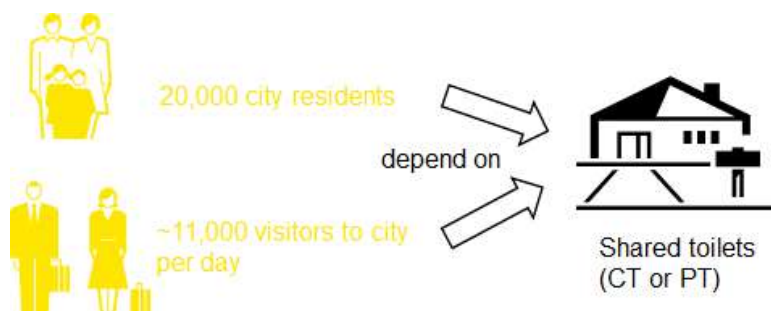 20,000 city residents
depend on
~11,000 visitors to city
per day
Shared toilets
(CT or PT)